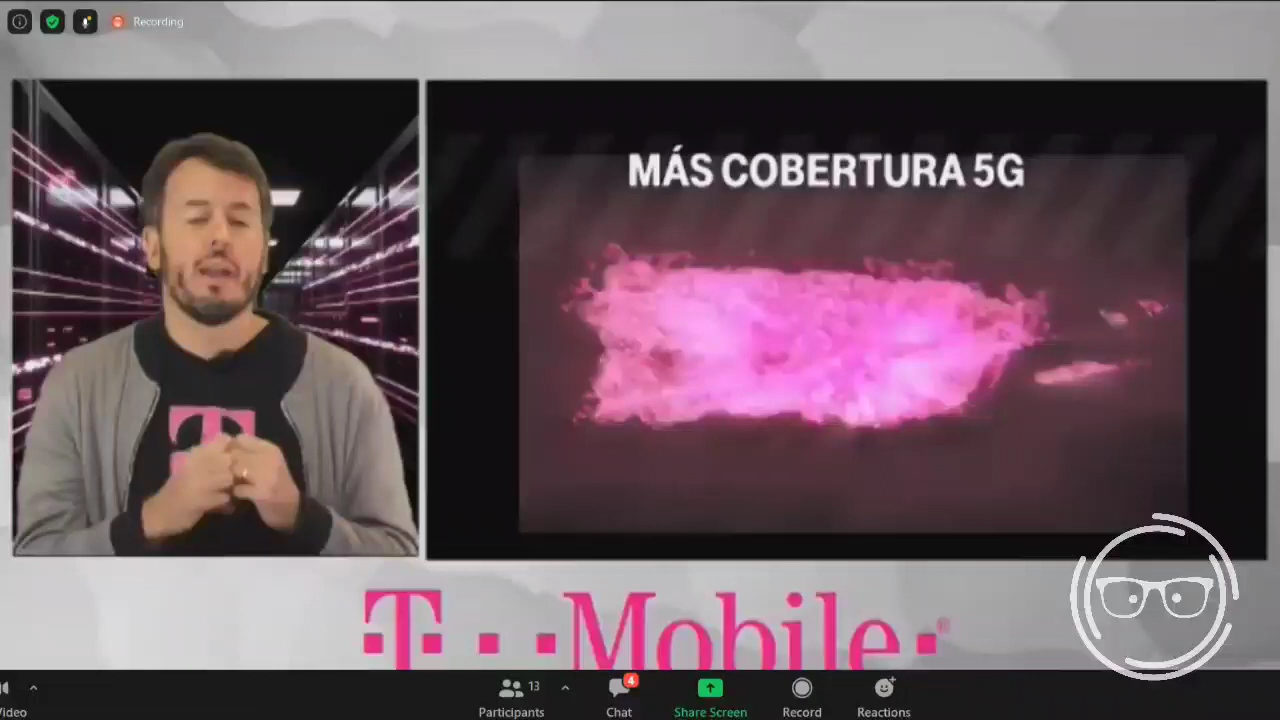 Recording
MÁS COBERTURA 5G
T
T··Mobile·®
Video
Participants
13
Chat
4
Share Screen
Record
Reactions